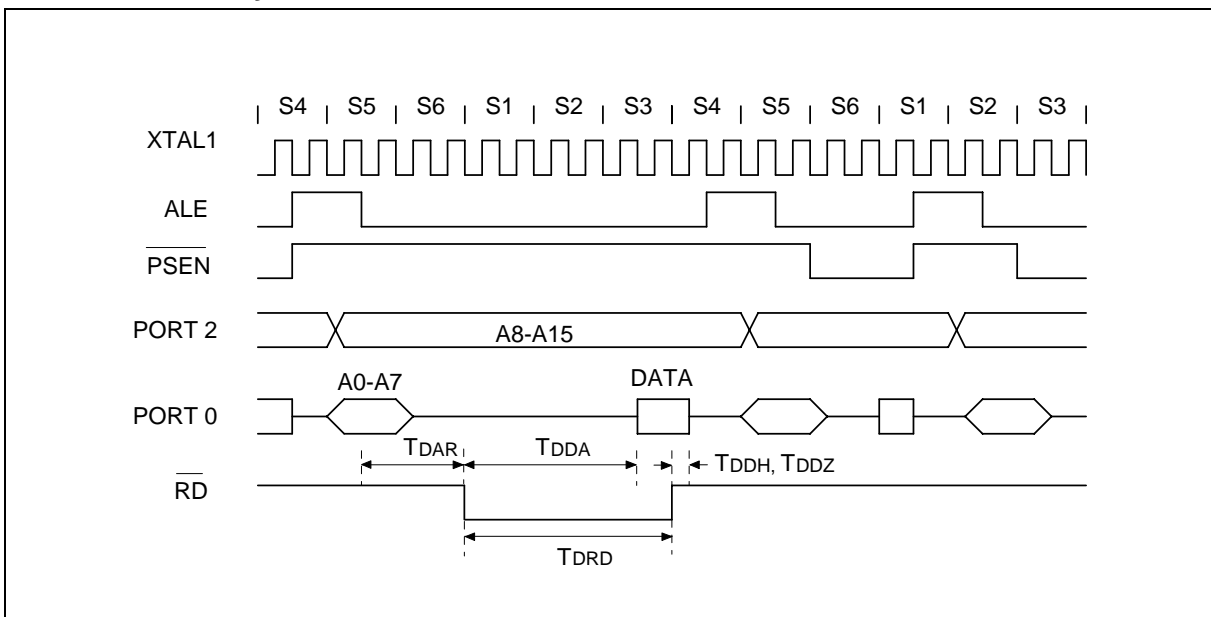 S4 S5 S6 S1 S2 S3 S4 S5 S6 S1 S2 S3
XTAL1
ALE
PSEN
PORT 2
A8-A15
A0-A7
DATA
PORT 0
TDAR
TDDA
TDDH, TDDZ
RD
TDRD